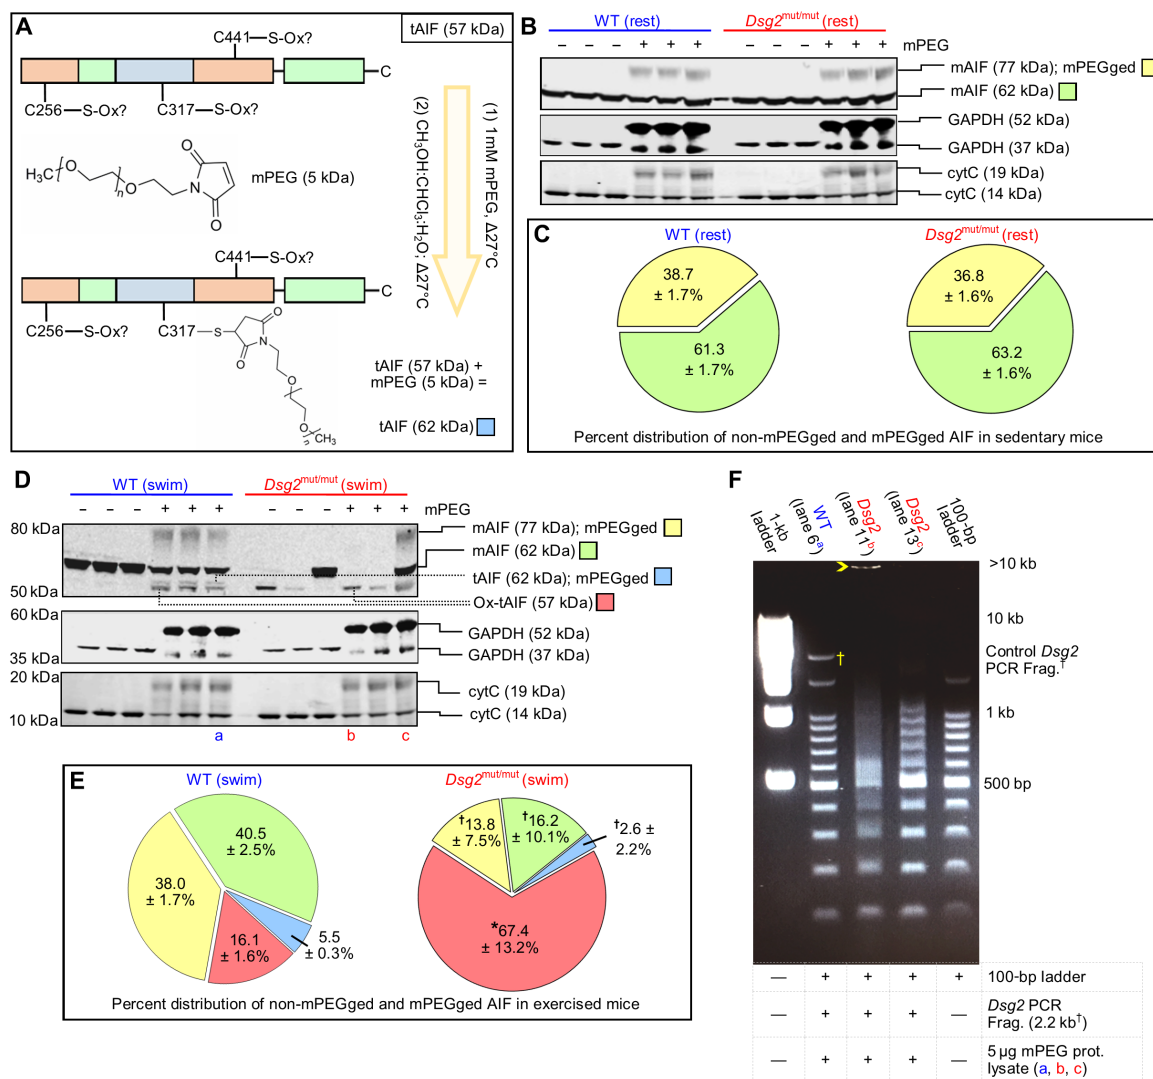 A
tAIF (57 kDa)
C441—S-Ox?
C
C256—S-Ox?
C317—S-Ox?
H₃C
O
n
O
N
O
O
mPEG (5 kDa)
(1) 1mM mPEG, Δ27°C
(2) CH₃OH:CHCl₃:H₂O; Δ27°C
C441—S-Ox?
C
C256—S-Ox?
C317—S
O
N
O
O
O
n
CH₃
tAIF (57 kDa) +
mPEG (5 kDa) =
tAIF (62 kDa)
B
WT (rest)
Dsg2mut/mut (rest)
– – – + + + – – – + + + mPEG
mAIF (77 kDa); mPEGged
mAIF (62 kDa)
GAPDH (52 kDa)
GAPDH (37 kDa)
cytC (19 kDa)
cytC (14 kDa)
C
WT (rest)
Dsg2mut/mut (rest)
38.7
± 1.7%
61.3
± 1.7%
36.8
± 1.6%
63.2
± 1.6%
Percent distribution of non-mPEGged and mPEGged AIF in sedentary mice
D
WT (swim)
Dsg2mut/mut (swim)
– – – + + + – – – + + + mPEG
80 kDa
50 kDa
60 kDa
35 kDa
20 kDa
10 kDa
mAIF (77 kDa); mPEGged
mAIF (62 kDa)
tAIF (62 kDa); mPEGged
Ox-tAIF (57 kDa)
GAPDH (52 kDa)
GAPDH (37 kDa)
cytC (19 kDa)
cytC (14 kDa)
a b c
E
WT (swim)
Dsg2mut/mut (swim)
40.5
± 2.5%
38.0
± 1.7%
16.1
± 1.6%
5.5
± 0.3%
†13.8
± 7.5%
†16.2
± 10.1%
†2.6 ±
2.2%
*67.4
± 13.2%
Percent distribution of non-mPEGged and mPEGged AIF in exercised mice
F
1-kb
ladder
WT
(lane 6a)
Dsg2
(lane 11b)
Dsg2
(lane 13c)
100-bp
ladder
†
>10 kb
10 kb
Control Dsg2
PCR Frag.†
1 kb
500 bp
— + + + + 100-bp ladder
— + + + — Dsg2 PCR
Frag. (2.2 kb†)
— + + + — 5 µg mPEG prot.
lysate (a, b, c)